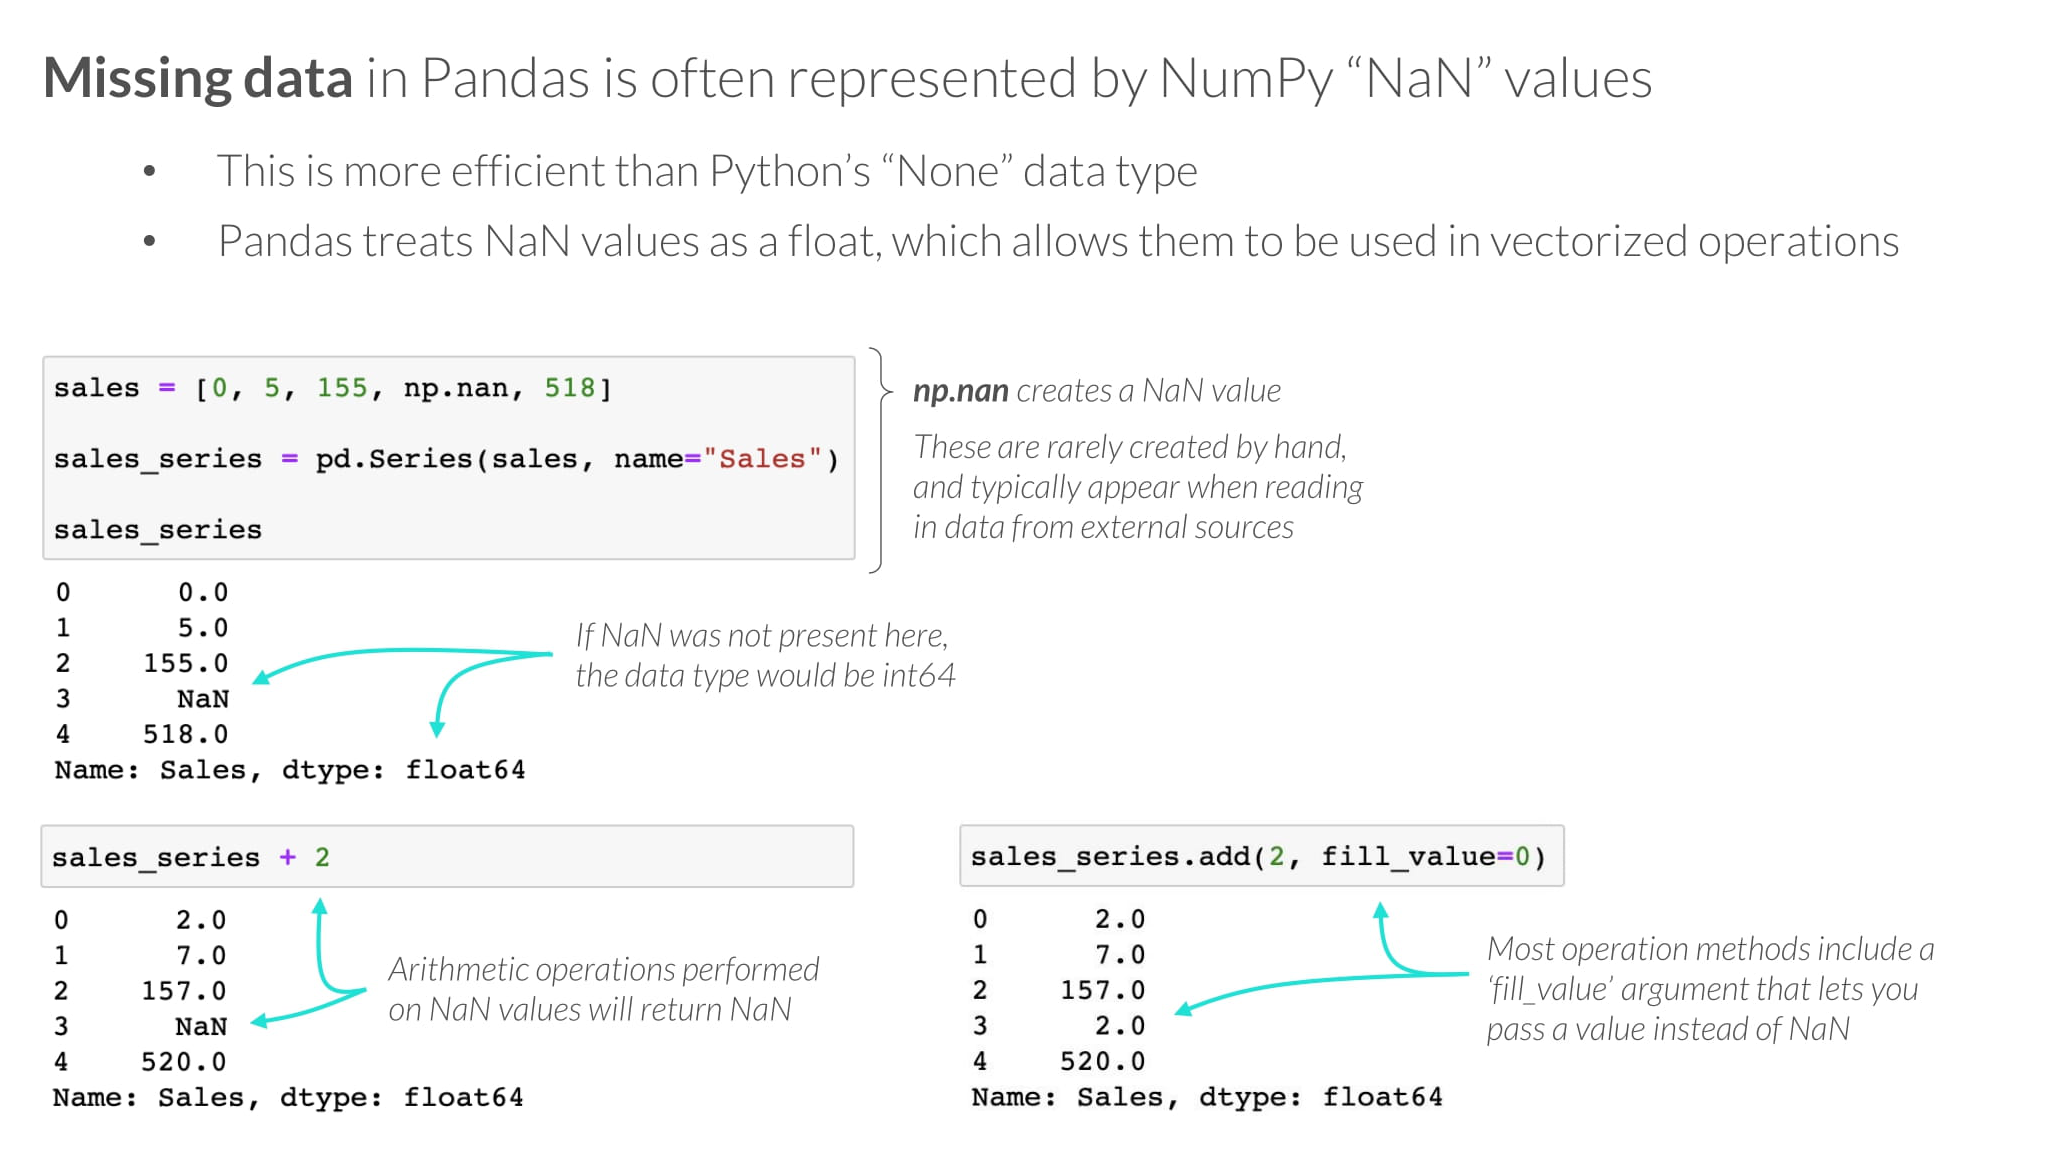 Missing data in Pandas is often represented by NumPy “NaN” values
• This is more efficient than Python’s “None” data type
• Pandas treats NaN values as a float, which allows them to be used in vectorized operations
sales = [0, 5, 155, np.nan, 518]
sales_series = pd.Series(sales, name="Sales")
sales_series
np.nan creates a NaN value
These are rarely created by hand,
and typically appear when reading
in data from external sources
0 0.0
1 5.0
2 155.0
3 NaN
4 518.0
Name: Sales, dtype: float64
If NaN was not present here,
the data type would be int64
sales_series + 2
0 2.0
1 7.0
2 157.0
3 NaN
4 520.0
Name: Sales, dtype: float64
Arithmetic operations performed
on NaN values will return NaN
sales_series.add(2, fill_value=0)
0 2.0
1 7.0
2 157.0
3 2.0
4 520.0
Name: Sales, dtype: float64
Most operation methods include a
‘fill_value’ argument that lets you
pass a value instead of NaN